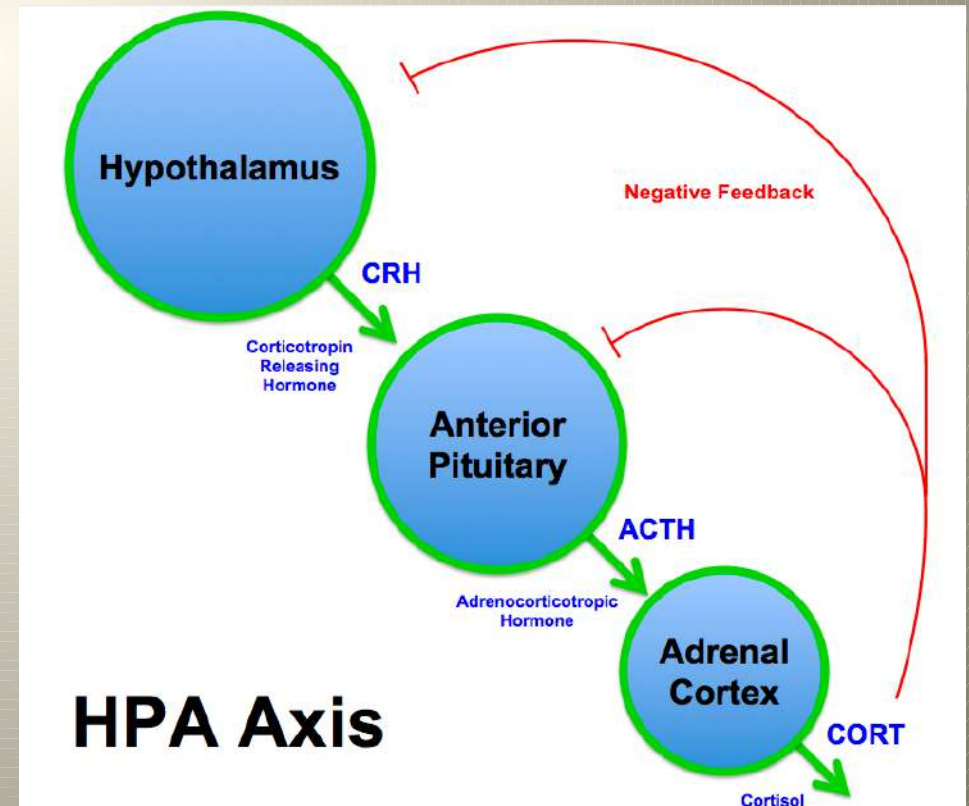 Hypothalamus
Negative Feedback
CRH
Corticotropin
Releasing
Hormone
Anterior
Pituitary
ACTH
Adrenocorticotropic
Hormone
Adrenal
Cortex
HPA Axis
CORT
Cortisol